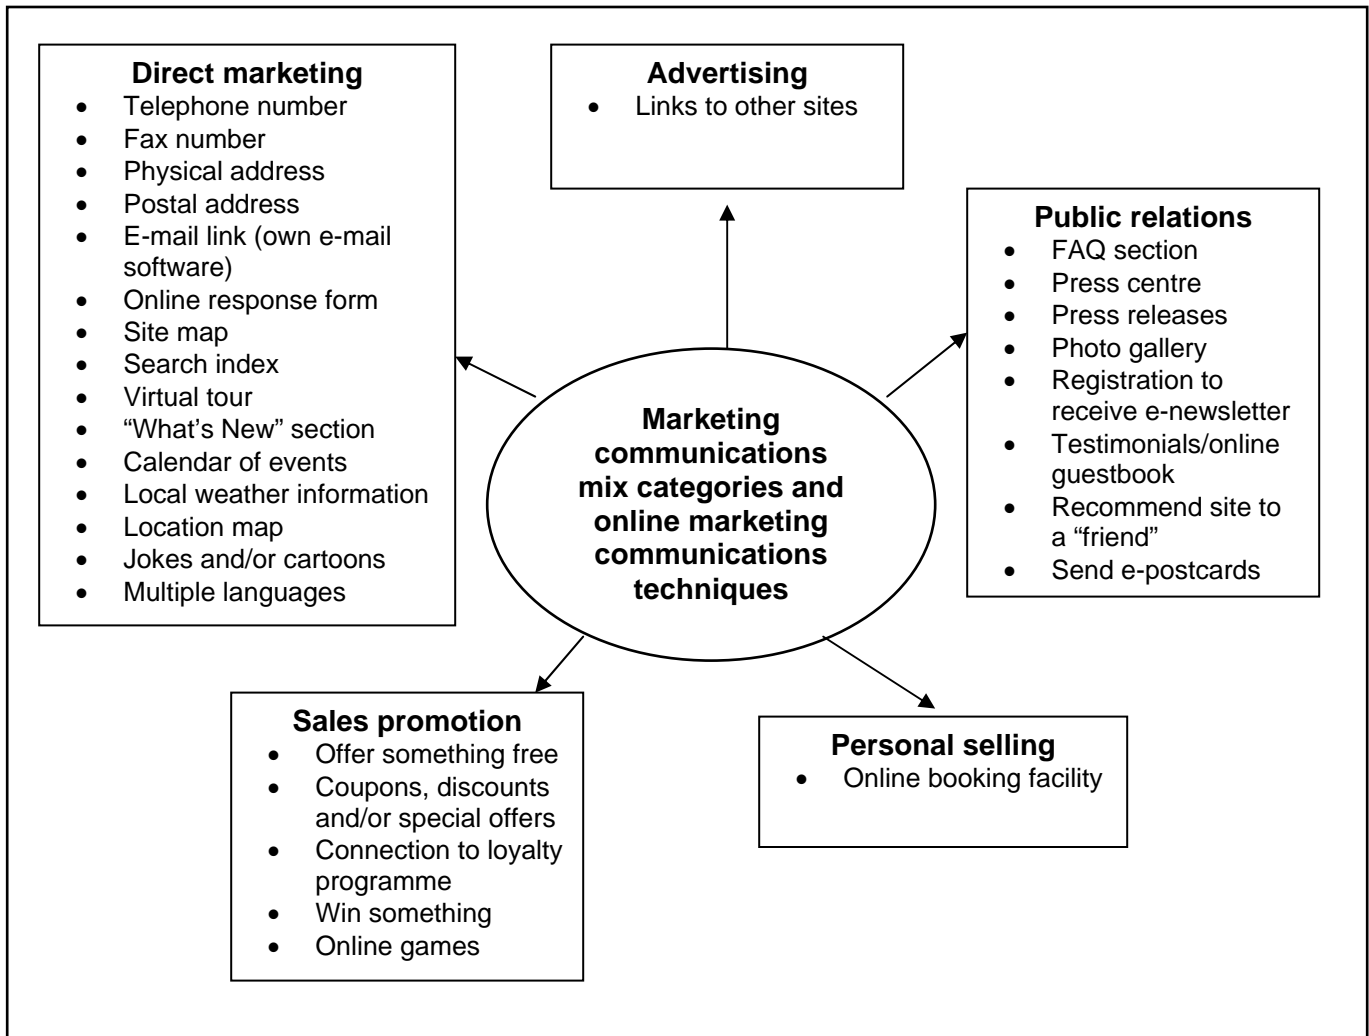 Direct marketing
• Telephone number
• Fax number
• Physical address
• Postal address
• E-mail link (own e-mail
software)
• Online response form
• Site map
• Search index
• Virtual tour
• “What’s New” section
• Calendar of events
• Local weather information
• Location map
• Jokes and/or cartoons
• Multiple languages
Advertising
• Links to other sites
Public relations
• FAQ section
• Press centre
• Press releases
• Photo gallery
• Registration to
receive e-newsletter
• Testimonials/online
guestbook
• Recommend site to
a “friend”
• Send e-postcards
Marketing
communications
mix categories and
online marketing
communications
techniques
Sales promotion
• Offer something free
• Coupons, discounts
and/or special offers
• Connection to loyalty
programme
• Win something
• Online games
Personal selling
• Online booking facility